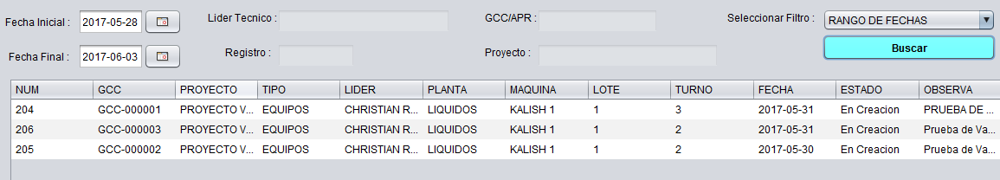 Fecha Inicial : 2017-05-28 Lider Tecnico : GCC/APR : Seleccionar Filtro : RANGO DE FECHAS
Fecha Final : 2017-06-03 Registro : Proyecto : Buscar
NUM GCC PROYECTO TIPO LIDER PLANTA MAQUINA LOTE TURNO FECHA ESTADO OBSERVA
204 GCC-000001 PROYECTO V... EQUIPOS CHRISTIAN R... LIQUIDOS KALISH 1 1 3 2017-05-31 En Creacion PRUEBA DE ...
206 GCC-000003 PROYECTO V... EQUIPOS CHRISTIAN R... LIQUIDOS KALISH 1 1 2 2017-05-31 En Creacion Prueba de Va...
205 GCC-000002 PROYECTO V... EQUIPOS CHRISTIAN R... LIQUIDOS KALISH 1 1 2 2017-05-30 En Creacion Prueba de Va...